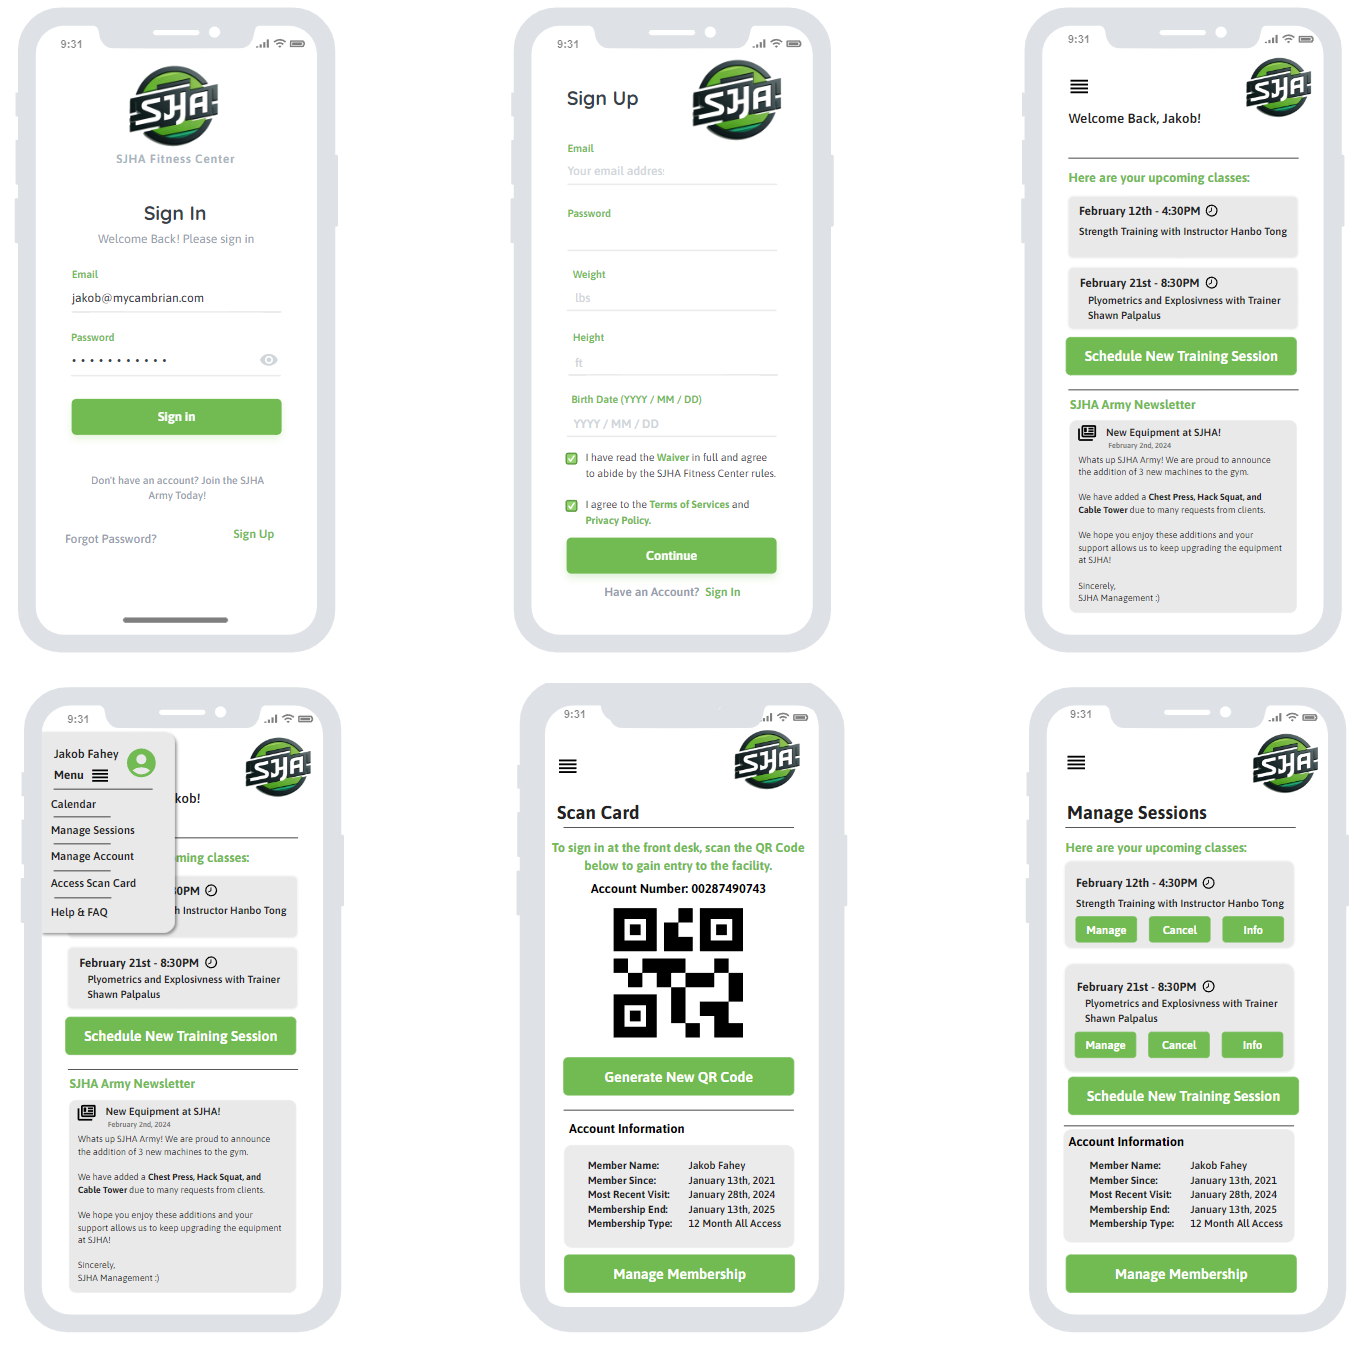 9:31
SJHA
SJHA Fitness Center
Sign In
Welcome Back! Please sign in
Email
jakob@mycambrian.com
Password
• • • • • • • • • • •
Sign in
Don't have an account? Join the SJHA
Army Today!
Forgot Password?
Sign Up
9:31
Sign Up
SJHA
Email
Your email addres
Password
Weight
lbs
Height
ft
Birth Date (YYYY / MM / DD)
YYYY / MM / DD
I have read the Waiver in full and agree
to abide by the SJHA Fitness Center rules.
I agree to the Terms of Services and
Privacy Policy.
Continue
Have an Account? Sign In
9:31
SJHA
Welcome Back, Jakob!
Here are your upcoming classes:
February 12th - 4:30PM
Strength Training with Instructor Hanbo Tong
February 21st - 8:30PM
Plyometrics and Explosivness with Trainer
Shawn Palpalus
Schedule New Training Session
SJHA Army Newsletter
New Equipment at SJHA!
February 2nd, 2024
Whats up SJHA Army! We are proud to announce
the addition of 3 new machines to the gym.
We have added a Chest Press, Hack Squat, and
Cable Tower due to many requests from clients.
We hope you enjoy these additions and your
support allows us to keep upgrading the equipment
at SJHA!
Sincerely,
SJHA Management :)
9:31
SJHA
Jakob Fahey
Menu
Calendar
Manage Sessions
Manage Account
Access Scan Card
Help & FAQ
kob!
ming classes:
30PM
h Instructor Hanbo Tong
February 21st - 8:30PM
Plyometrics and Explosivness with Trainer
Shawn Palpalus
Schedule New Training Session
SJHA Army Newsletter
New Equipment at SJHA!
February 2nd, 2024
Whats up SJHA Army! We are proud to announce
the addition of 3 new machines to the gym.
We have added a Chest Press, Hack Squat, and
Cable Tower due to many requests from clients.
We hope you enjoy these additions and your
support allows us to keep upgrading the equipment
at SJHA!
Sincerely,
SJHA Management :)
9:31
SJHA
Scan Card
To sign in at the front desk, scan the QR Code
below to gain entry to the facility.
Account Number: 00287490743
Generate New QR Code
Account Information
Member Name: Jakob Fahey
Member Since: January 13th, 2021
Most Recent Visit: January 28th, 2024
Membership End: January 13th, 2025
Membership Type: 12 Month All Access
Manage Membership
9:31
SJHA
Manage Sessions
Here are your upcoming classes:
February 12th - 4:30PM
Strength Training with Instructor Hanbo Tong
Manage Cancel Info
February 21st - 8:30PM
Plyometrics and Explosivness with Trainer
Shawn Palpalus
Manage Cancel Info
Schedule New Training Session
Account Information
Member Name: Jakob Fahey
Member Since: January 13th, 2021
Most Recent Visit: January 28th, 2024
Membership End: January 13th, 2025
Membership Type: 12 Month All Access
Manage Membership